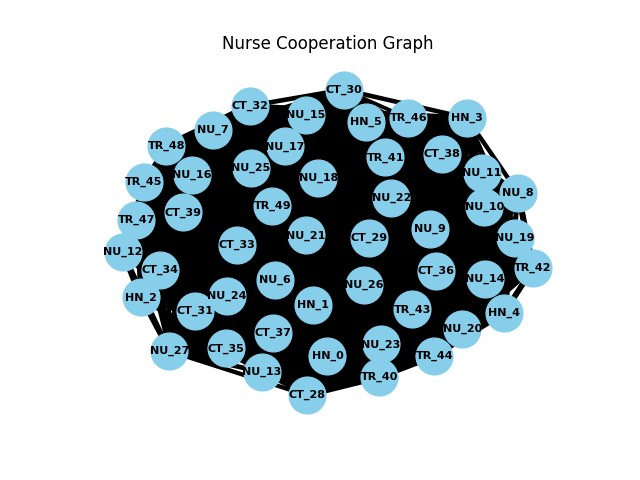 Nurse Cooperation Graph
CT_30
CT_32
NU_15
HN_5
TR_46
HN_3
NU_7
TR_48
NU_17
TR_41
CT_38
NU_25
NU_16
NU_18
NU_11
TR_45
NU_8
NU_22
TR_49
NU_10
CT_39
TR_47
NU_9
NU_21
CT_29
NU_19
CT_33
NU_12
CT_34
TR_42
CT_36
NU_6
NU_14
NU_26
HN_2
NU_24
HN_1
TR_43
CT_31
HN_4
NU_20
CT_37
NU_23
CT_35
NU_27
HN_0
TR_44
NU_13
TR_40
CT_28